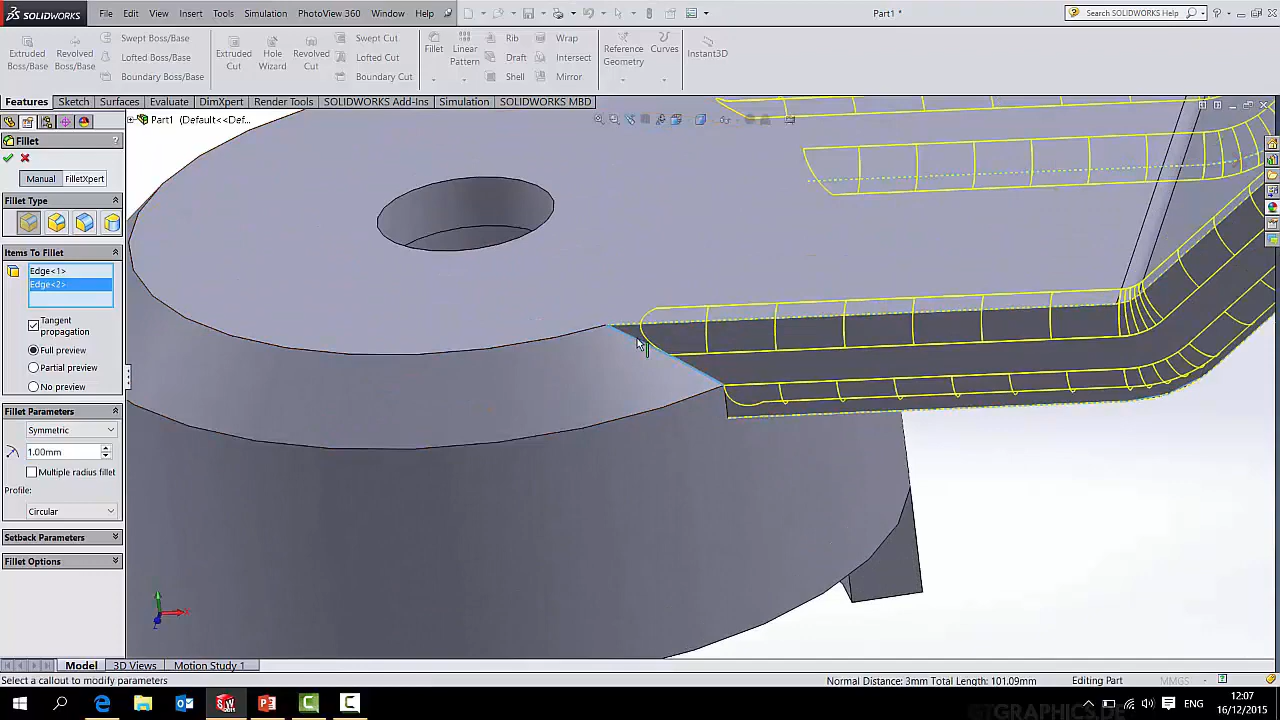 SOLIDWORKS File Edit View Insert Tools Simulation PhotoView 360 Window Help Part1 * Search SOLIDWORKS Help
Extruded Boss/Base
Revolved Boss/Base
Swept Boss/Base
Lofted Boss/Base
Boundary Boss/Base
Extruded Cut
Hole Wizard
Revolved Cut
Swept Cut
Lofted Cut
Boundary Cut
Fillet
Linear Pattern
Rib
Draft
Shell
Wrap
Intersect
Mirror
Reference Geometry
Curves
Instant3D
Features Sketch Surfaces Evaluate DimXpert Render Tools SOLIDWORKS Add-Ins Simulation SOLIDWORKS MBD
Part1 (Default<<Def...
Fillet ?
Manual FilletXpert
Fillet Type
Items To Fillet
Edge<1>
Edge<2>
Tangent
propagation
Full preview
Partial preview
No preview
Fillet Parameters
Symmetric
1.00mm
Multiple radius fillet
Profile:
Circular
Setback Parameters
Fillet Options
Model 3D Views Motion Study 1
Select a callout to modify parameters Normal Distance: 3mm Total Length: 101.09mm Editing Part MMGS
ENG 12:07
16/12/2015